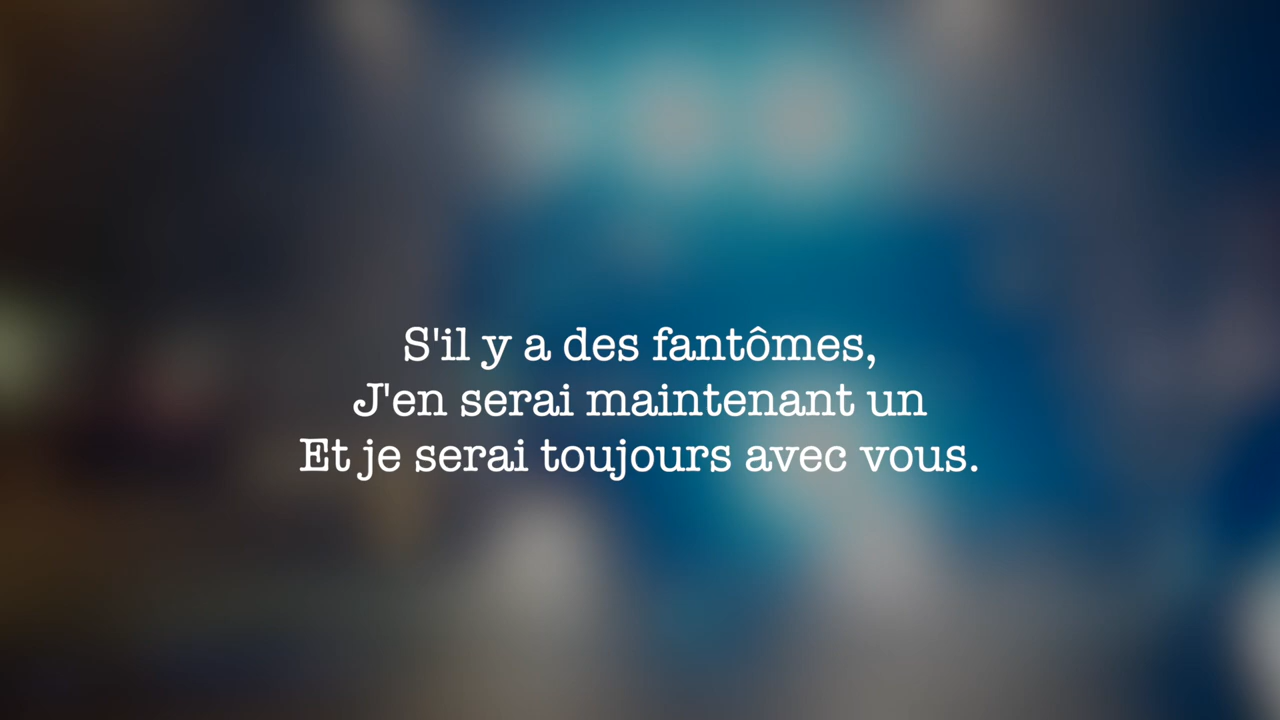 S'il y a des fantômes,
J'en serai maintenant un
Et je serai toujours avec vous.